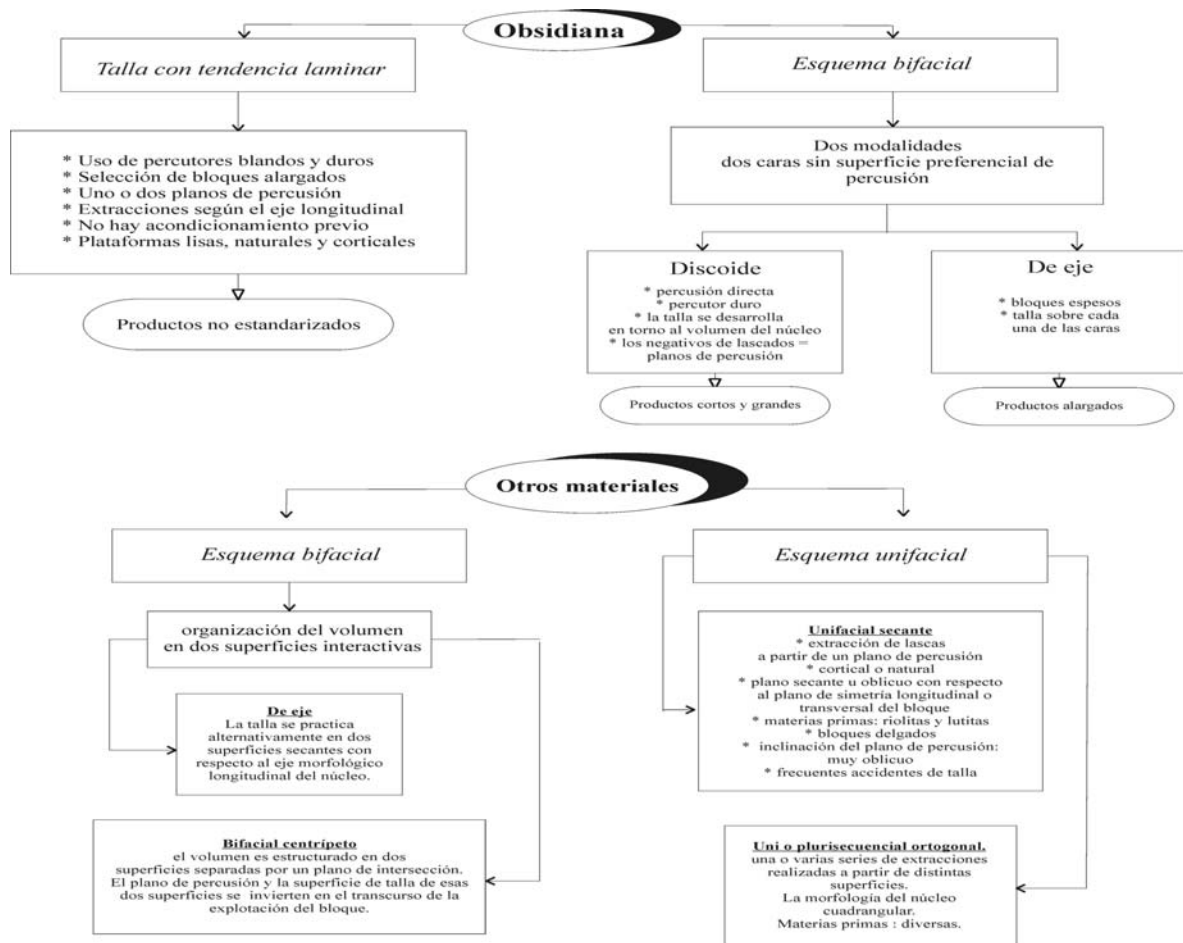 Obsidiana
Talla con tendencia laminar
* Uso de percutores blandos y duros
* Selección de bloques alargados
* Uno o dos planos de percusión
* Extracciones según el eje longitudinal
* No hay acondicionamiento previo
* Plataformas lisas, naturales y corticales
Productos no estandarizados
Esquema bifacial
Dos modalidades
dos caras sin superficie preferencial de
percusión
Discoide
* percusión directa
* percutor duro
* la talla se desarrolla
en torno al volumen del núcleo
* los negativos de lascados =
planos de percusión
Productos cortos y grandes
De eje
* bloques espesos
* talla sobre cada
una de las caras
Productos alargados
Otros materiales
Esquema bifacial
organización del volumen
en dos superficies interactivas
De eje
La talla se practica
alternativamente en dos
superficies secantes con
respecto al eje morfológico
longitudinal del núcleo.
Bifacial centrípeto
el volumen es estructurado en dos
superficies separadas por un plano de intersección.
El plano de percusión y la superficie de talla de esas
dos superficies se invierten en el transcurso de la
explotación del bloque.
Esquema unifacial
Unifacial secante
* extracción de lascas
a partir de un plano de percusión
* cortical o natural
* plano secante u oblicuo con respecto
al plano de simetría longitudinal o
transversal del bloque
* materias primas: riolitas y lutitas
* bloques delgados
* inclinación del plano de percusión:
muy oblicuo
* frecuentes accidentes de talla
Uni o plurisecuencial ortogonal.
una o varias series de extracciones
realizadas a partir de distintas
superficies.
La morfología del núcleo
cuadrangular.
Materias primas : diversas.